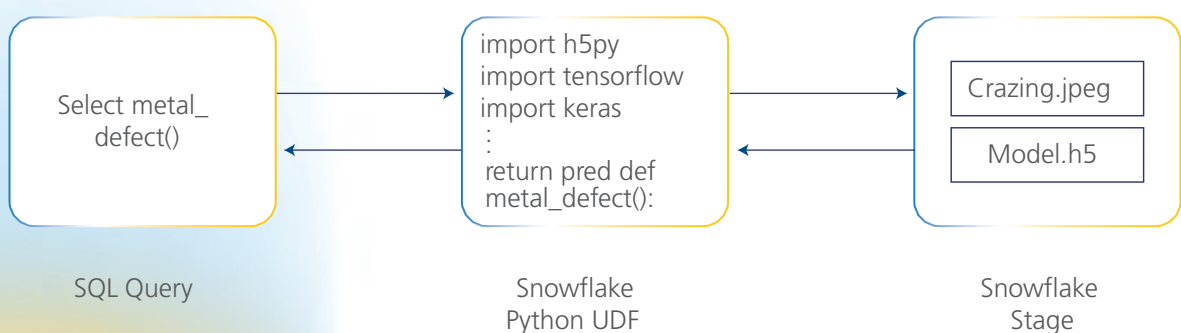 Select metal_
defect()
import h5py
import tensorflow
import keras
:
return pred def
metal_defect():
Crazing.jpeg
Model.h5
SQL Query
Snowflake
Python UDF
Snowflake
Stage